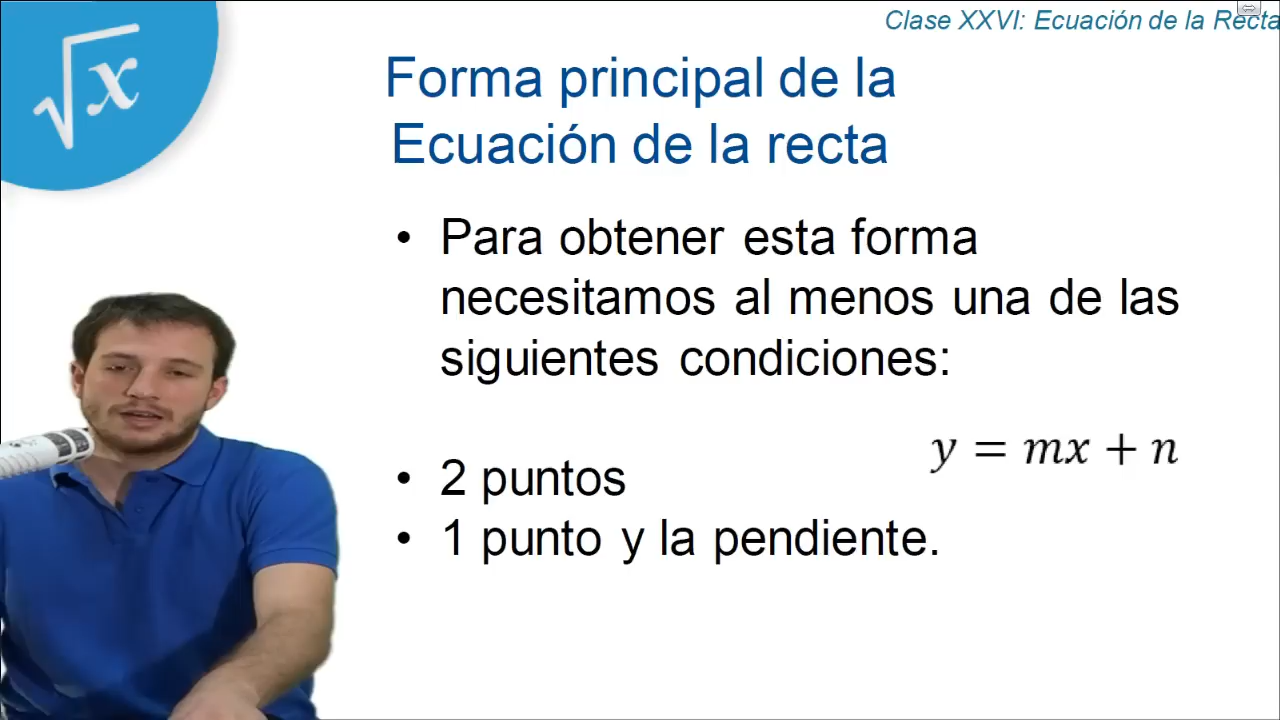 Clase XXVI: Ecuación de la Recta
√x
Forma principal de la
Ecuación de la recta
• Para obtener esta forma
necesitamos al menos una de las
siguientes condiciones:
y = mx + n
• 2 puntos
• 1 punto y la pendiente.